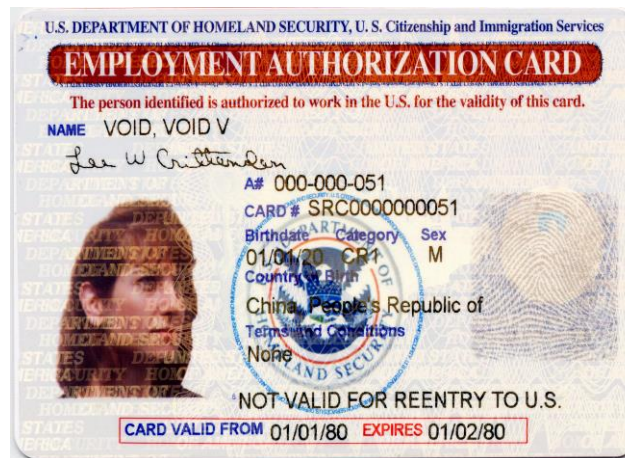 U.S. DEPARTMENT OF HOMELAND SECURITY, U. S. Citizenship and Immigration Services
EMPLOYMENT AUTHORIZATION CARD
The person identified is authorized to work in the U.S. for the validity of this card.
NAME VOID, VOID V
Lee W Crittenden
A# 000-000-051
CARD # SRC0000000051
Birthdate Category Sex
01/01/20 CR1 M
Country of Birth
China, People's Republic of
Terms and Conditions
None
NOT VALID FOR REENTRY TO U.S.
CARD VALID FROM 01/01/80 EXPIRES 01/02/80